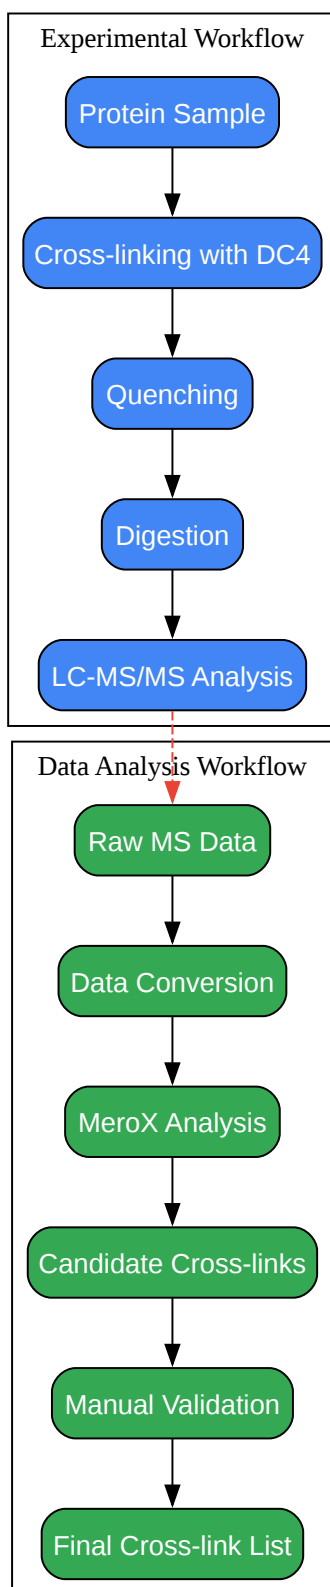 Experimental Workflow
Protein Sample
Cross-linking with DC4
Quenching
Digestion
LC-MS/MS Analysis
Data Analysis Workflow
Raw MS Data
Data Conversion
MeroX Analysis
Candidate Cross-links
Manual Validation
Final Cross-link List